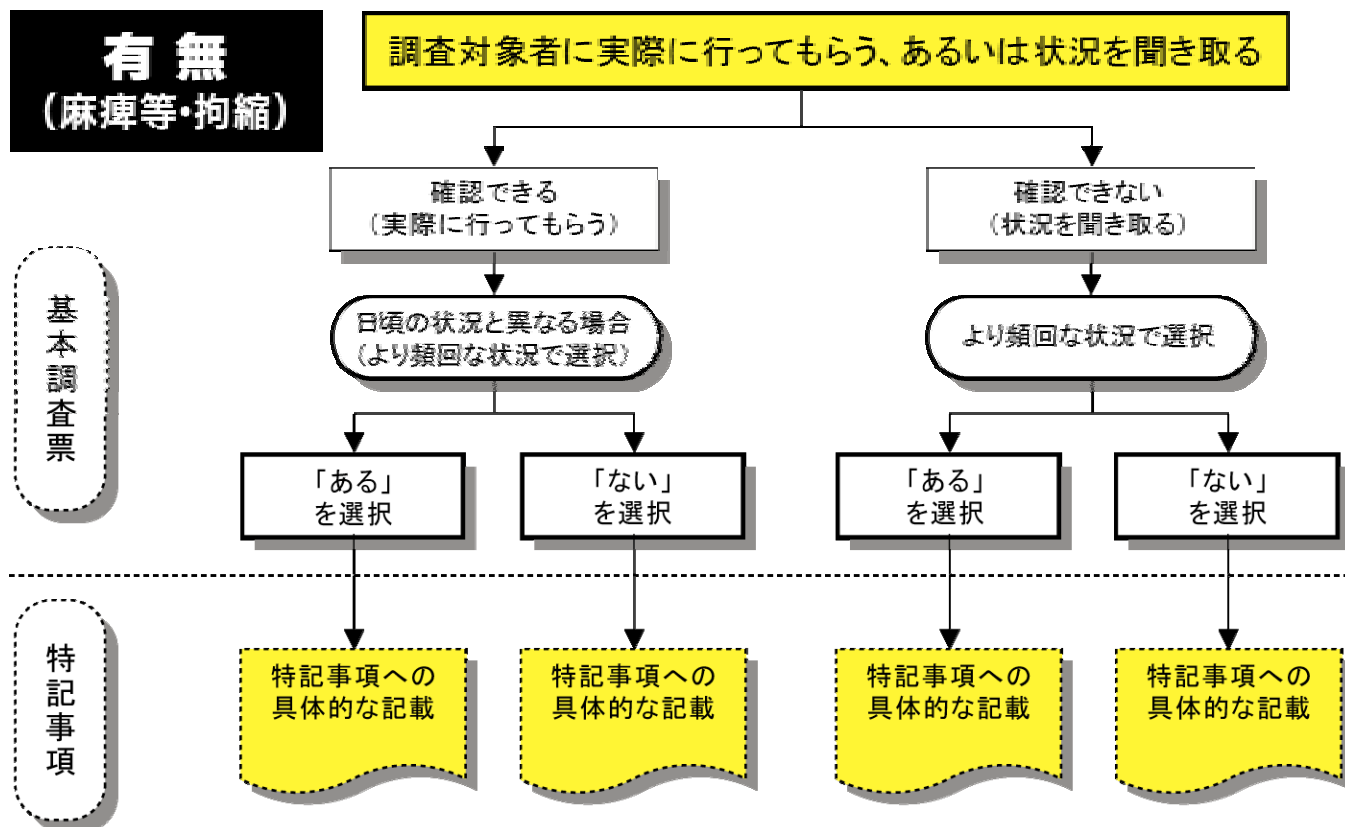 有無
(麻痺等・拘縮)
調査対象者に実際に行ってもらう、あるいは状況を聞き取る
確認できる
(実際に行ってもらう)
確認できない
(状況を聞き取る)
基本調査票
日頃の状況と異なる場合
(より頻回な状況で選択)
より頻回な状況で選択
「ある」
を選択
「ない」
を選択
「ある」
を選択
「ない」
を選択
特記事項
特記事項への
具体的な記載
特記事項への
具体的な記載
特記事項への
具体的な記載
特記事項への
具体的な記載